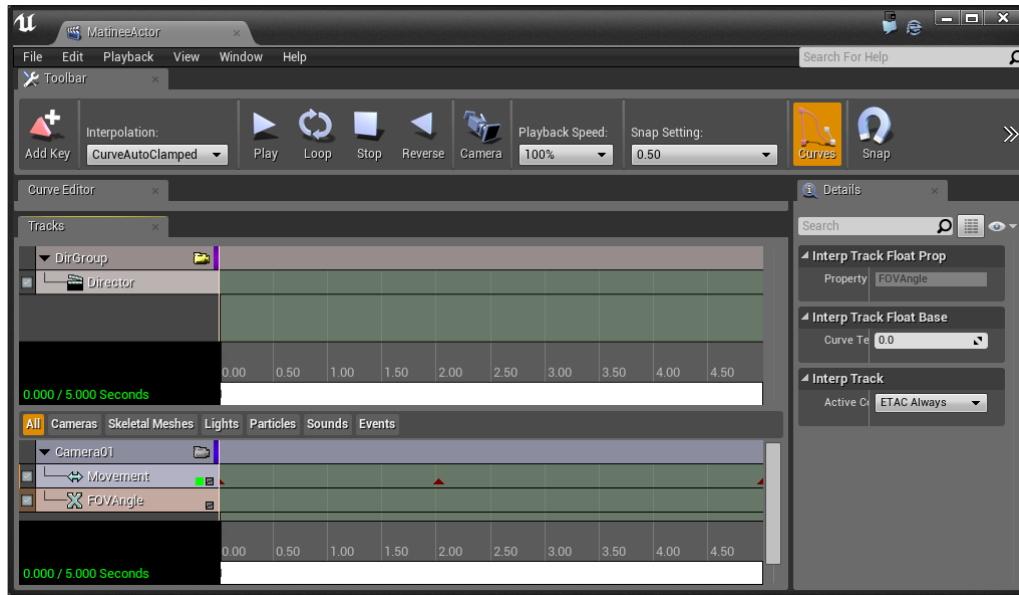 MatineeActor
File Edit Playback View Window Help
Search For Help
Toolbar
Add Key
Interpolation:
CurveAutoClamped
Play
Loop
Stop
Reverse
Camera
Playback Speed:
100%
Snap Setting:
0.50
Curves
Snap
Curve Editor
Details
Tracks
Search
DirGroup
Director
Interp Track Float Prop
Property FOVAngle
Interp Track Float Base
Curve Te 0.0
Interp Track
Active Co ETAC Always
0.00 0.50 1.00 1.50 2.00 2.50 3.00 3.50 4.00 4.50
0.000 / 5.000 Seconds
All Cameras Skeletal Meshes Lights Particles Sounds Events
Camera01
Movement
FOVAngle
0.00 0.50 1.00 1.50 2.00 2.50 3.00 3.50 4.00 4.50
0.000 / 5.000 Seconds